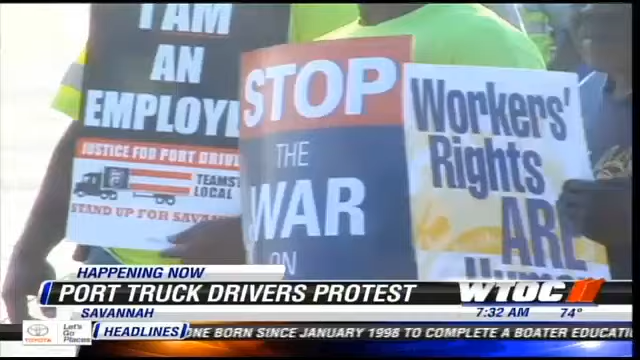 I AM
AN
EMPLOY
JUSTICE FOR PORT DRIV
TEAMST
LOCAL
STAND UP FOR SAVA
STOP
THE
WAR
ON
Workers'
Rights
ARE
Human
HAPPENING NOW
PORT TRUCK DRIVERS PROTEST
SAVANNAH
WTOC 11
7:32 AM 74°
TOYOTA
Let's
Go
Places
HEADLINES
ONE BORN SINCE JANUARY 1998 TO COMPLETE A BOATER EDUCATI